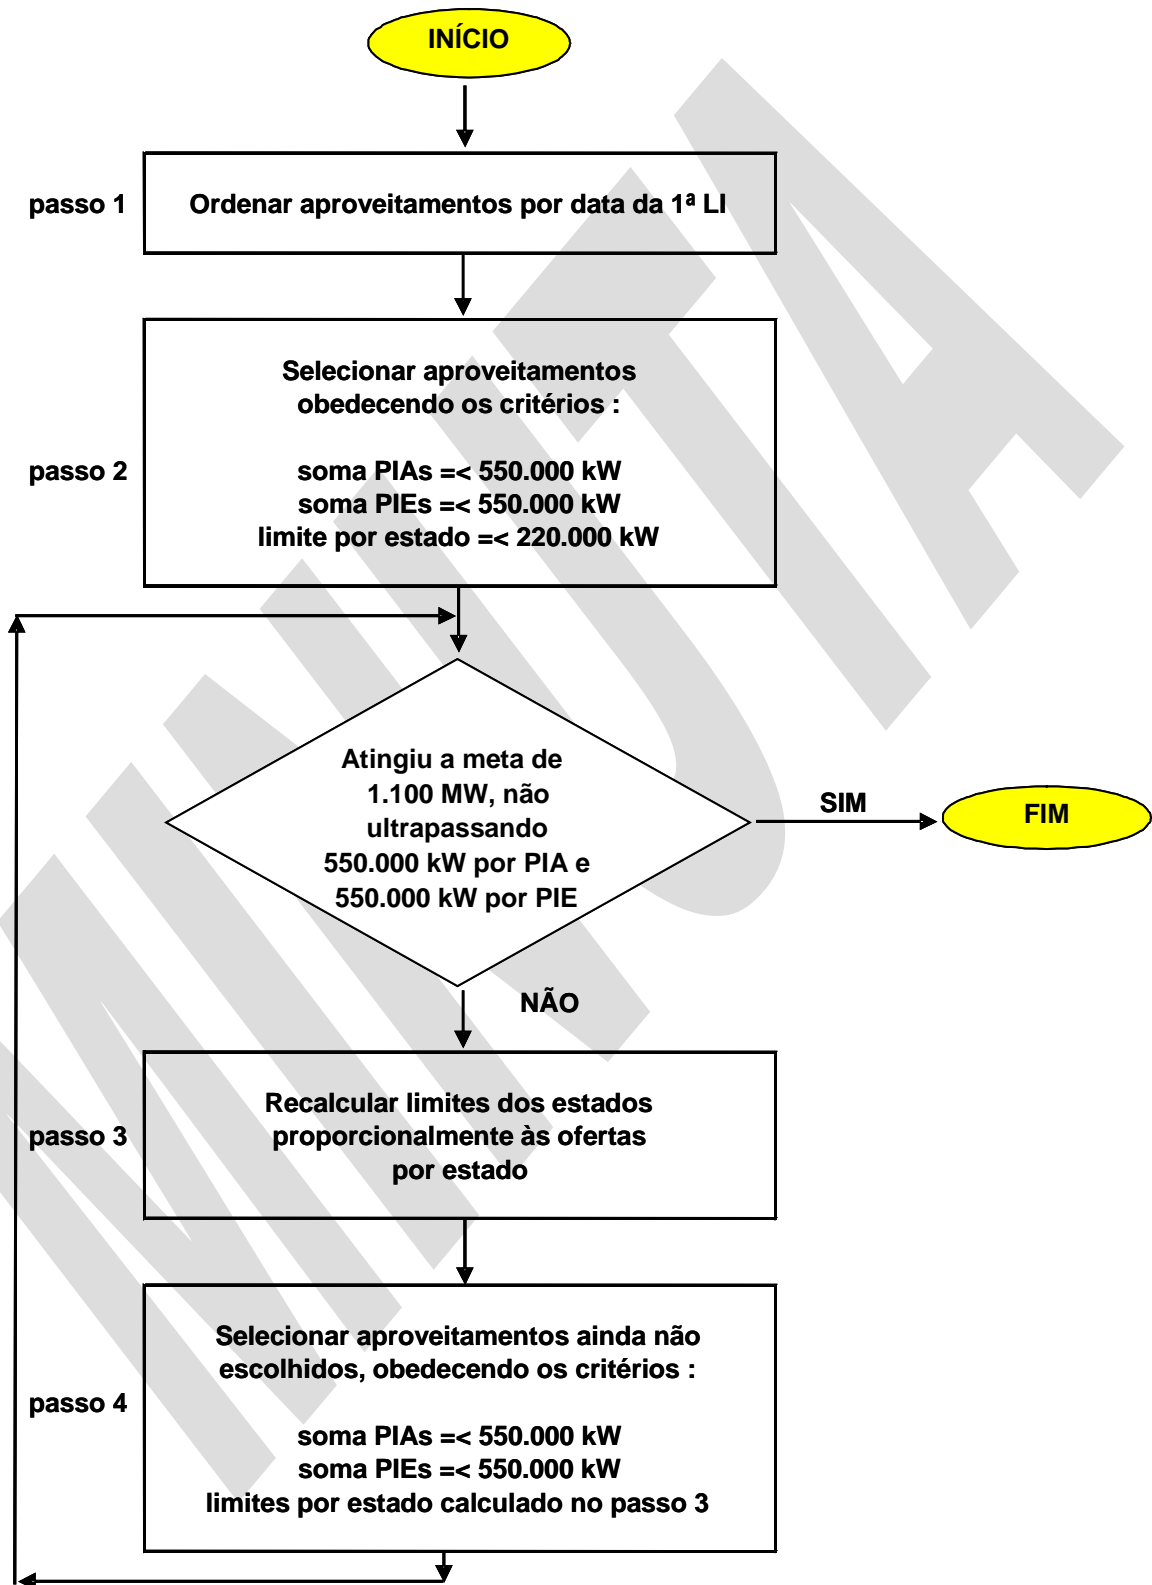 INÍCIO
passo 1
Ordenar aproveitamentos por data da 1ª LI
Selecionar aproveitamentos
obedecendo os critérios :
passo 2
soma PIAs =< 550.000 kW
soma PIEs =< 550.000 kW
limite por estado =< 220.000 kW
Atingiu a meta de
1.100 MW, não
ultrapassando
550.000 kW por PIA e
550.000 kW por PIE
SIM
FIM
NÃO
passo 3
Recalcular limites dos estados
proporcionalmente às ofertas
por estado
Selecionar aproveitamentos ainda não
escolhidos, obedecendo os critérios :
passo 4
soma PIAs =< 550.000 kW
soma PIEs =< 550.000 kW
limites por estado calculado no passo 3
MINUTA